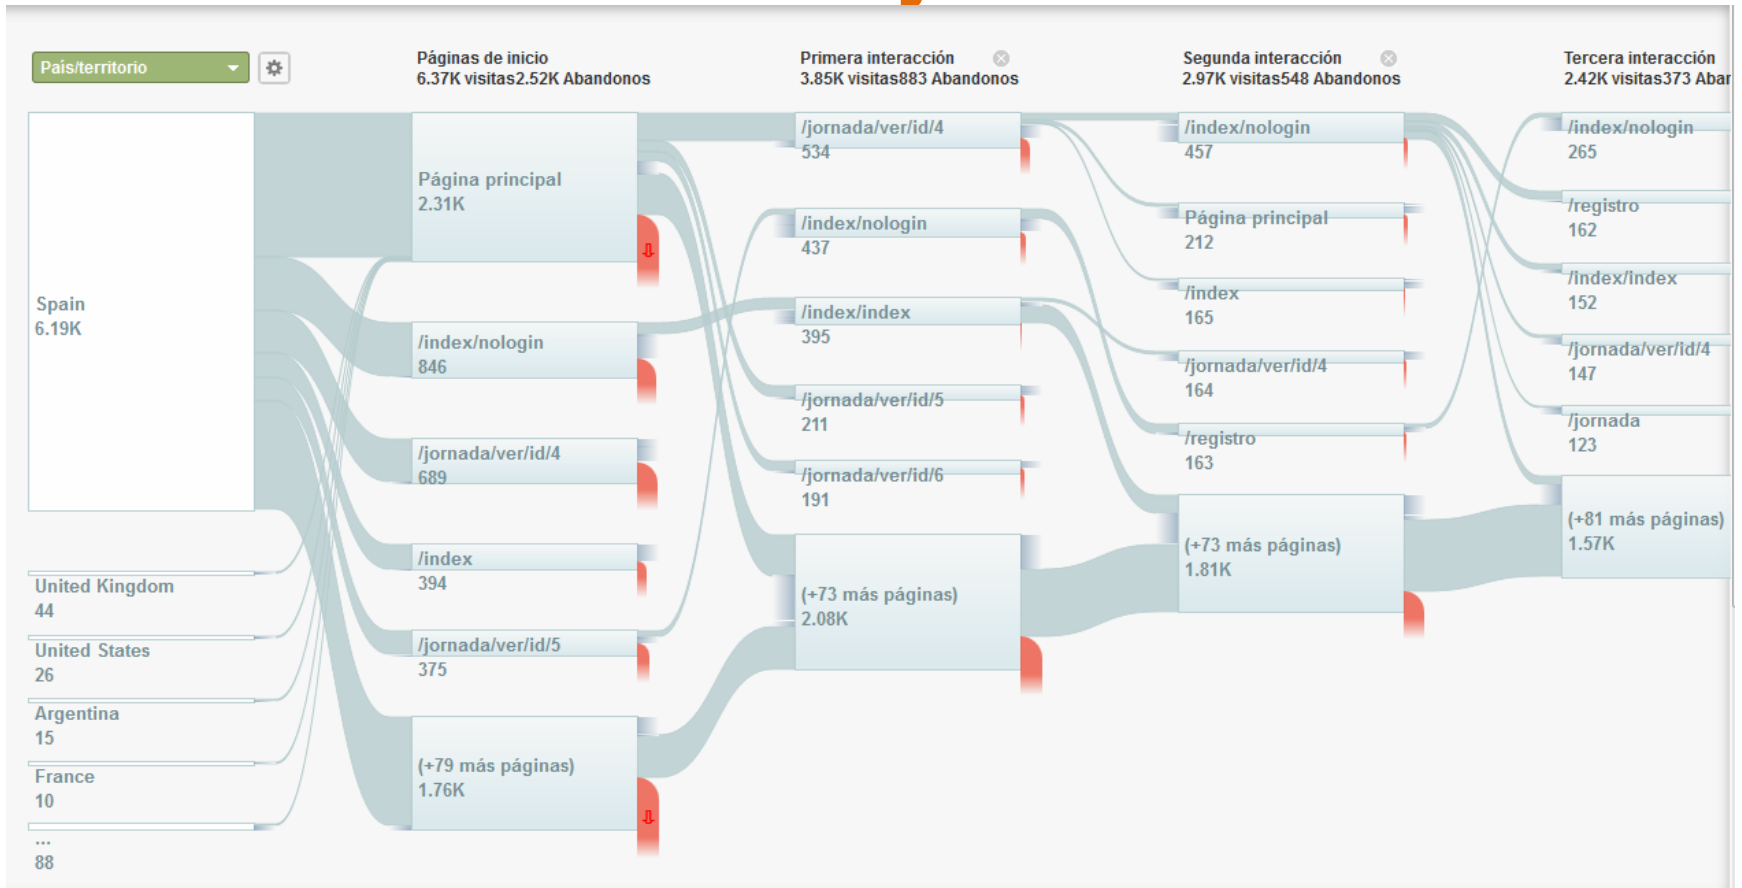 País/territorio
Páginas de inicio
6.37K visitas2.52K Abandonos
Primera interacción
3.85K visitas883 Abandonos
Segunda interacción
2.97K visitas548 Abandonos
Tercera interacción
2.42K visitas373 Aban
Spain
6.19K
United Kingdom
44
United States
26
Argentina
15
France
10
...
88
Página principal
2.31K
/index/nologin
846
/jornada/ver/id/4
689
/index
394
/jornada/ver/id/5
375
(+79 más páginas)
1.76K
/jornada/ver/id/4
534
/index/nologin
437
/index/index
395
/jornada/ver/id/5
211
/jornada/ver/id/6
191
(+73 más páginas)
2.08K
/index/nologin
457
Página principal
212
/index
165
/jornada/ver/id/4
164
/registro
163
(+73 más páginas)
1.81K
/index/nologin
265
/registro
162
/index/index
152
/jornada/ver/id/4
147
/jornada
123
(+81 más páginas)
1.57K